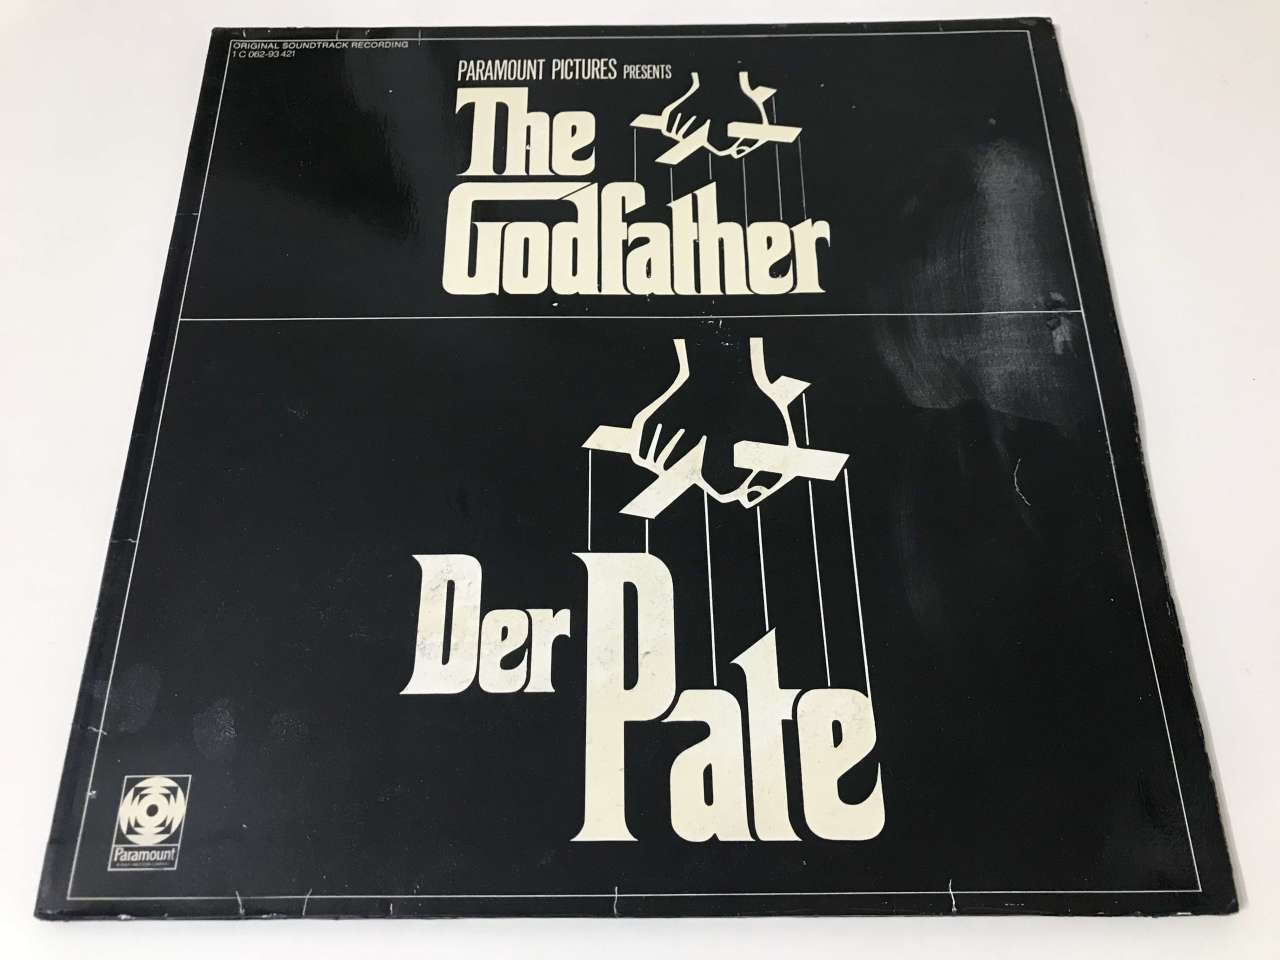 ORIGINAL SOUNDTRACK RECORDING
1 C 062-93 421
PARAMOUNT PICTURES PRESENTS
The
Godfather
Der Pate
Paramount